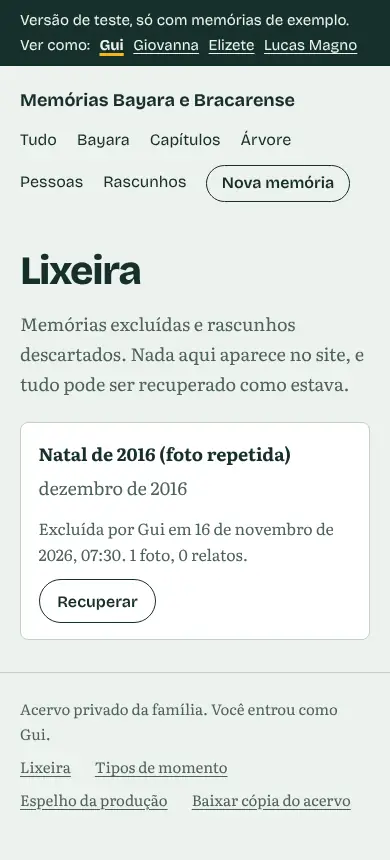 Versão de teste, só com memórias de exemplo.
Ver como: Gui Giovanna Elizete Lucas Magno
Memórias Bayara e Bracarense
Tudo Bayara Capítulos Árvore
Pessoas Rascunhos Nova memória
Lixeira
Memórias excluídas e rascunhos
descartados. Nada aqui aparece no site, e
tudo pode ser recuperado como estava.
Natal de 2016 (foto repetida)
dezembro de 2016
Excluída por Gui em 16 de novembro de
2026, 07:30. 1 foto, 0 relatos.
Recuperar
Acervo privado da família. Você entrou como
Gui.
Lixeira Tipos de momento
Espelho da produção Baixar cópia do acervo